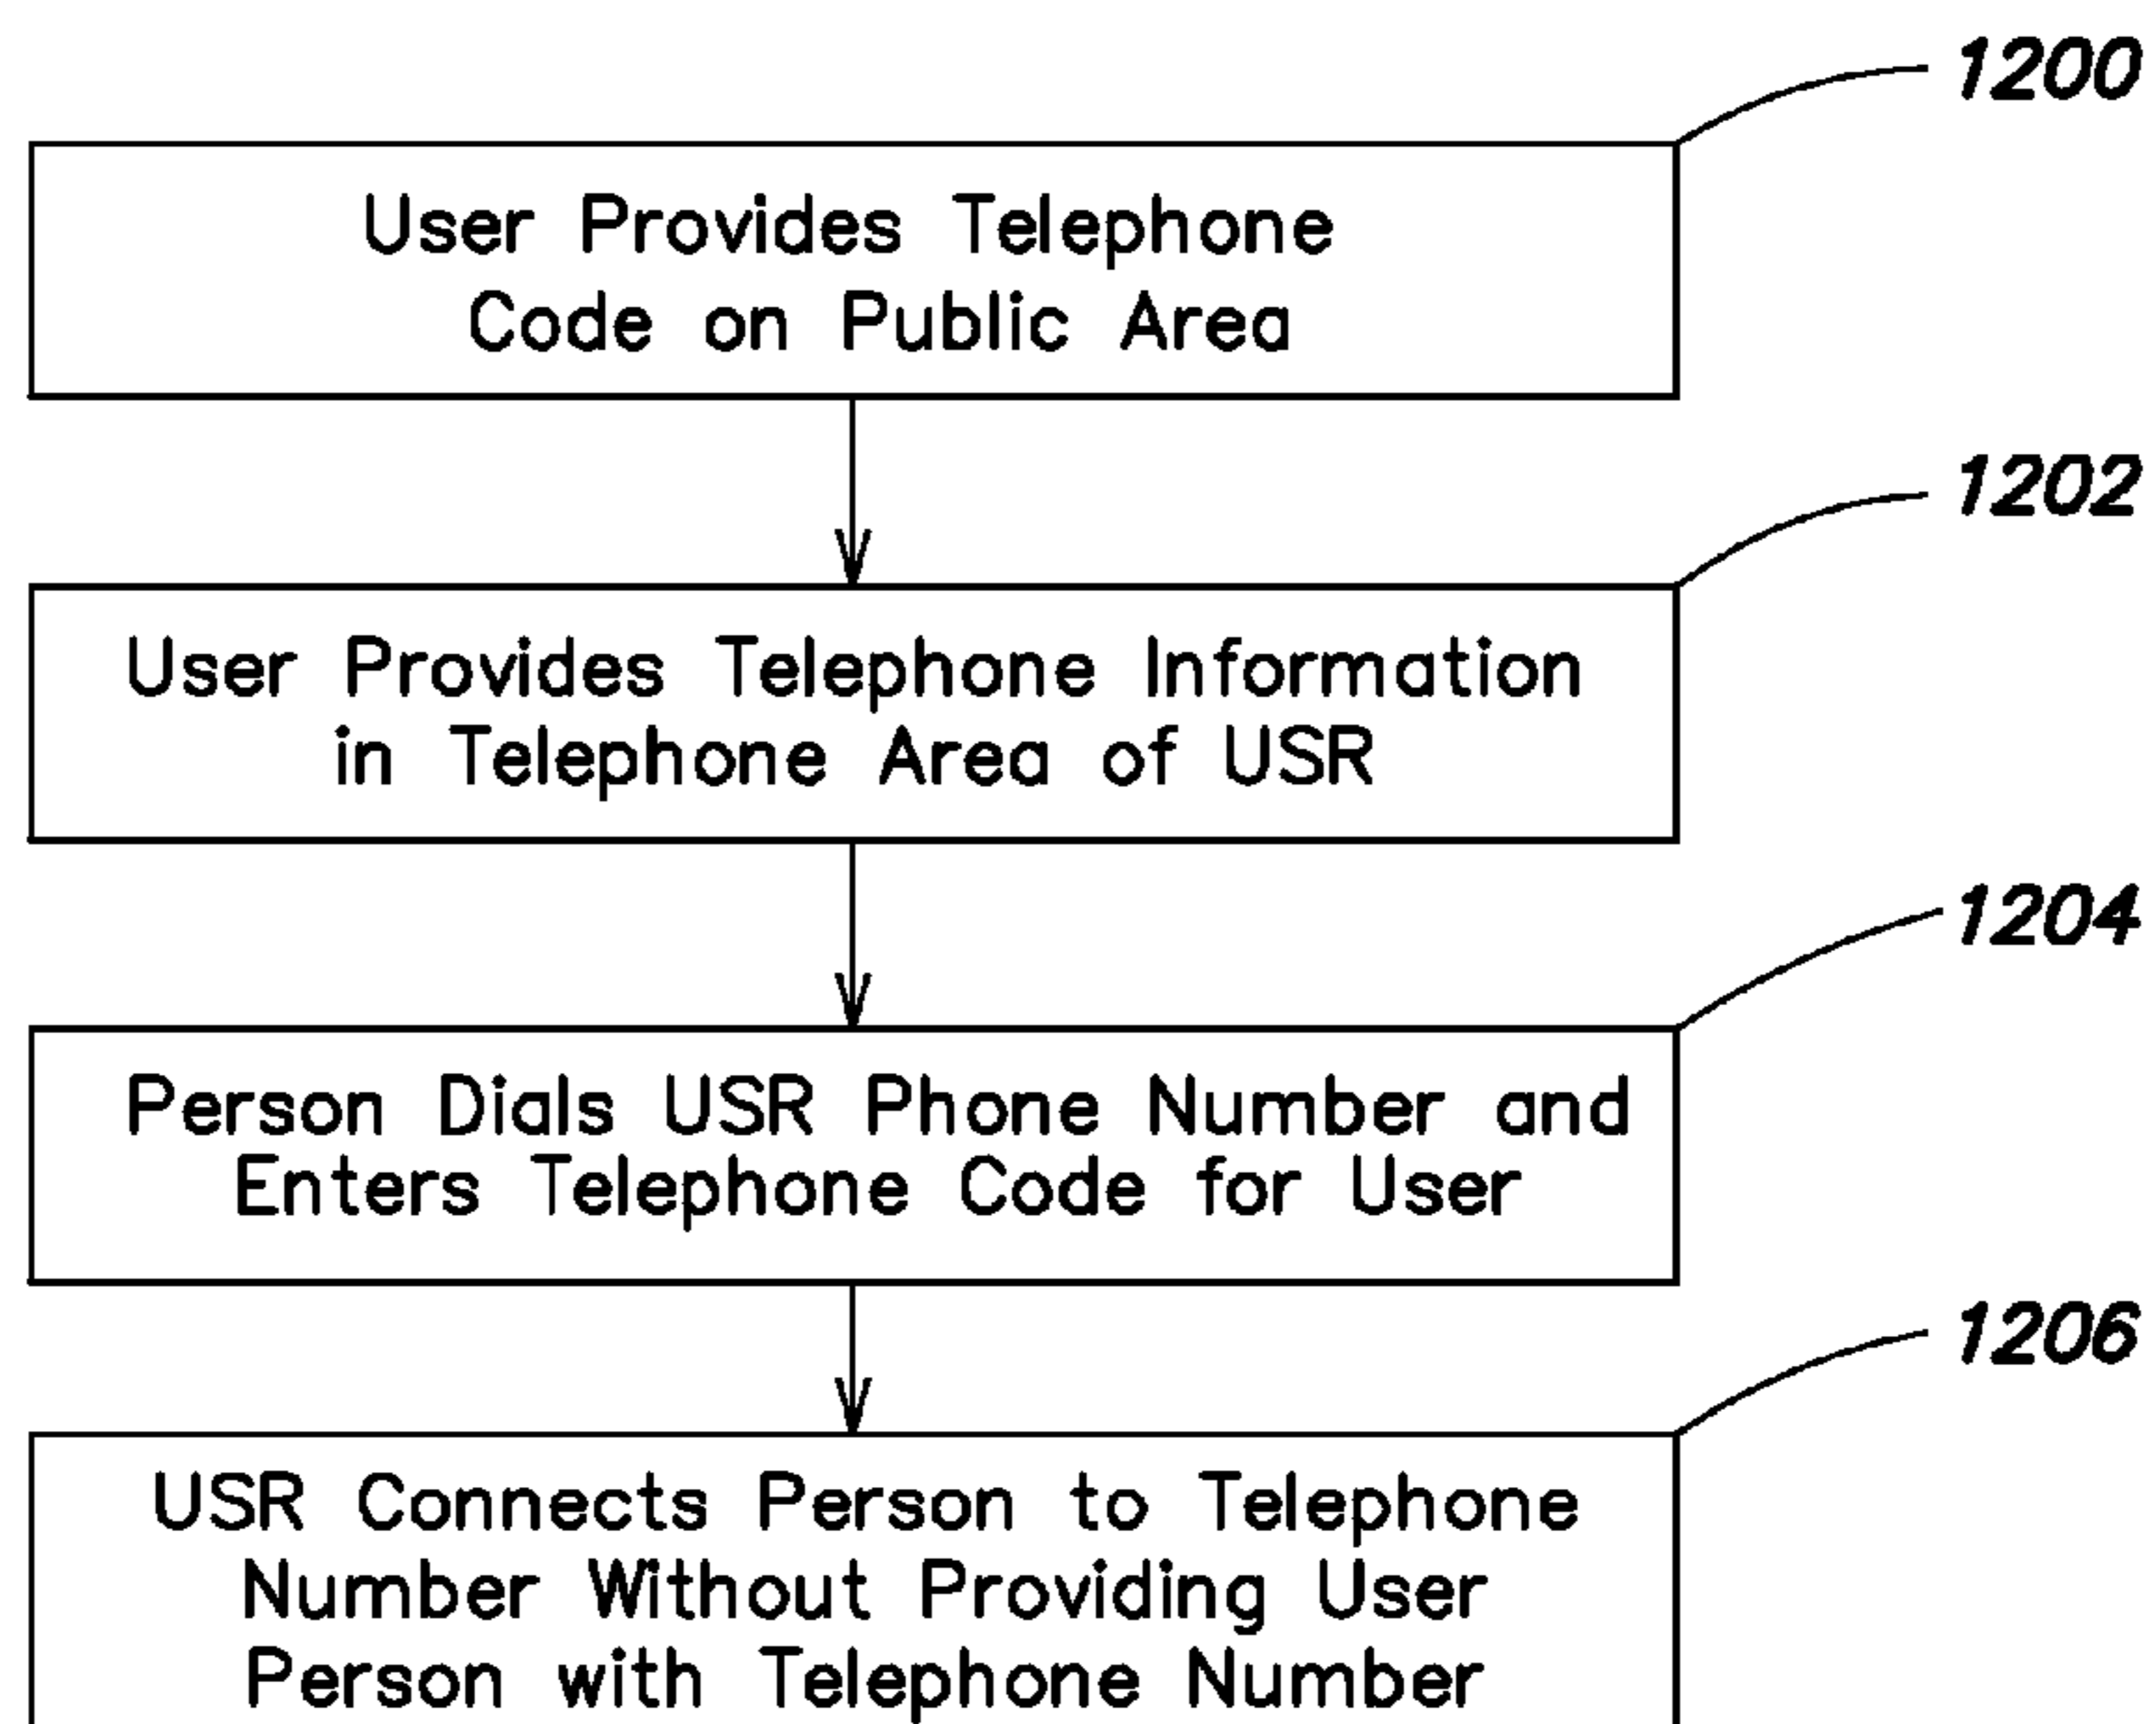 1200
User Provides Telephone
Code on Public Area
1202
User Provides Telephone Information
in Telephone Area of USR
1204
Person Dials USR Phone Number and
Enters Telephone Code for User
1206
USR Connects Person to Telephone
Number Without Providing User
Person with Telephone Number